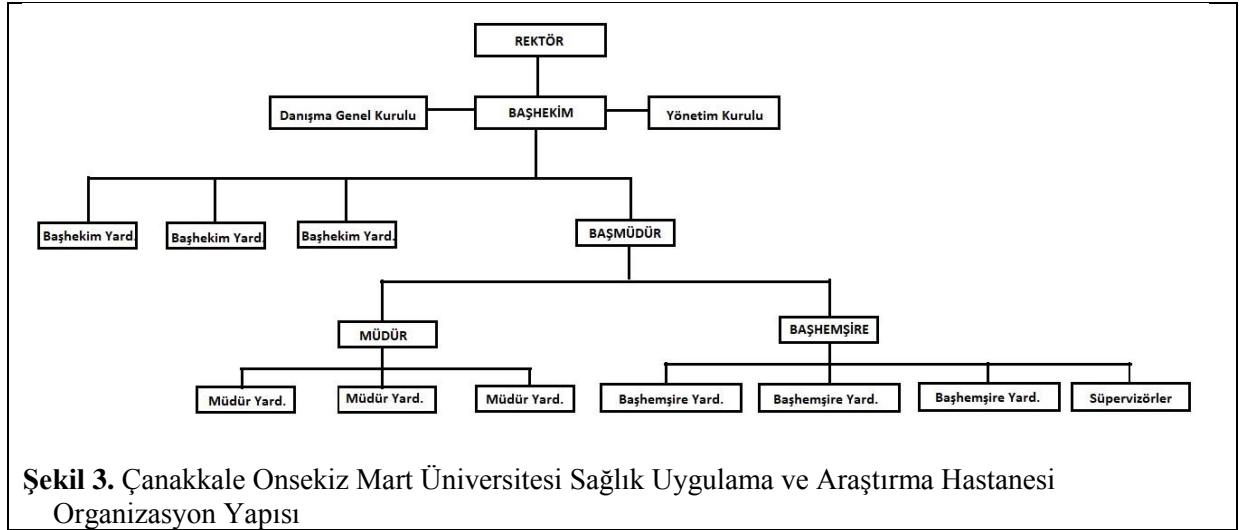 REKTÖR
Danışma Genel Kurulu
BAŞHEKİM
Yönetim Kurulu
Başhekim Yard.
Başhekim Yard.
Başhekim Yard.
BAŞMÜDÜR
MÜDÜR
BAŞHEMŞİRE
Müdür Yard.
Müdür Yard.
Müdür Yard.
Başhemşire Yard.
Başhemşire Yard.
Başhemşire Yard.
Süpervizörler
Şekil 3. Çanakkale Onsekiz Mart Üniversitesi Sağlık Uygulama ve Araştırma Hastanesi
Organizasyon Yapısı